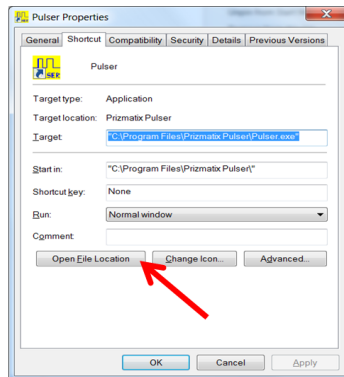 Pulser Properties
General Shortcut Compatibility Security Details Previous Versions
SER
Pulser
Target type: Application
Target location: Prizmatix Pulser
Target: "C:\Program Files\Prizmatix Pulser\Pulser.exe"
Start in: "C:\Program Files\Prizmatix Pulser\"
Shortcut key: None
Run: Normal window
Comment:
Open File Location Change Icon... Advanced...
OK Cancel Apply